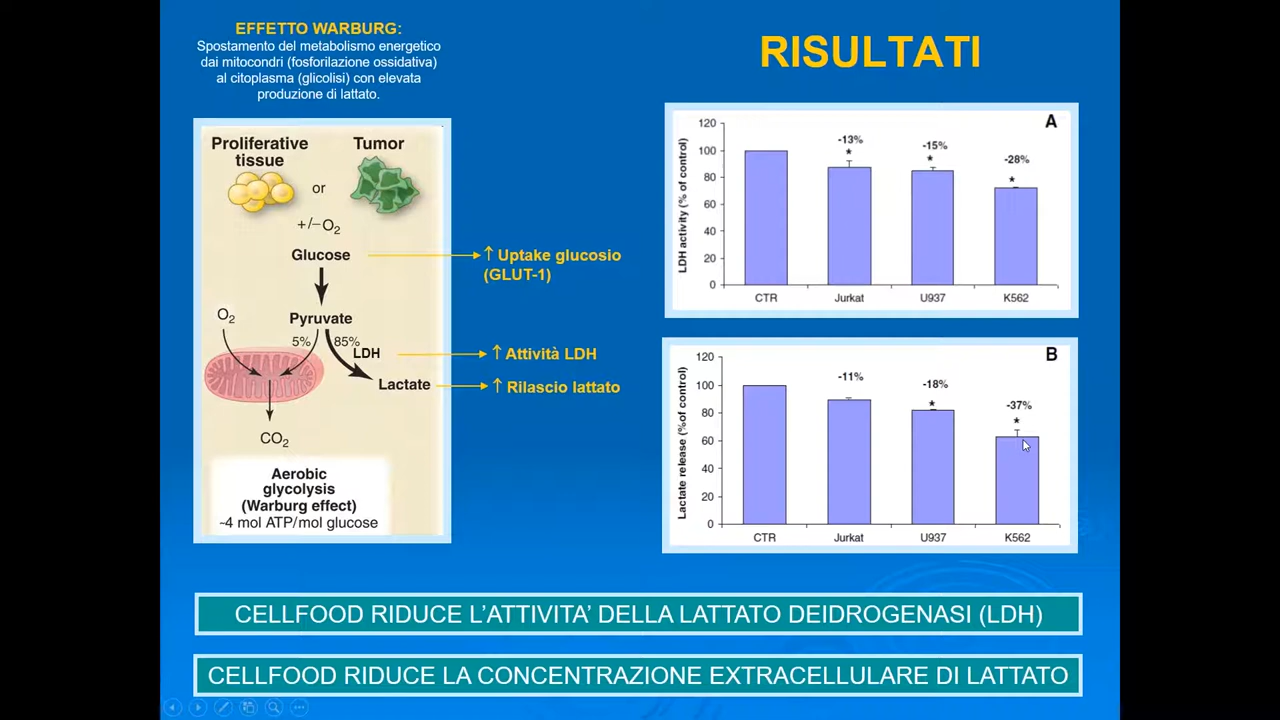 EFFETTO WARBURG:
Spostamento del metabolismo energetico
dai mitocondri (fosforilazione ossidativa)
al citoplasma (glicolisi) con elevata
produzione di lattato.
Proliferative
tissue
or
Tumor
+/−O₂
Glucose
O₂
Pyruvate
5%
85%
LDH
Lactate
CO₂
Aerobic
glycolysis
(Warburg effect)
~4 mol ATP/mol glucose
↑ Uptake glucosio
(GLUT-1)
↑ Attività LDH
↑ Rilascio lattato
RISULTATI
A
LDH activity (% of control)
120
100
80
60
40
20
0
-13%
*
-15%
*
-28%
*
CTR Jurkat U937 K562
B
Lactate release (%of control)
120
100
80
60
40
20
0
-11%
-18%
*
-37%
*
CTR Jurkat U937 K562
CELLFOOD RIDUCE L’ATTIVITA’ DELLA LATTATO DEIDROGENASI (LDH)
CELLFOOD RIDUCE LA CONCENTRAZIONE EXTRACELLULARE DI LATTATO